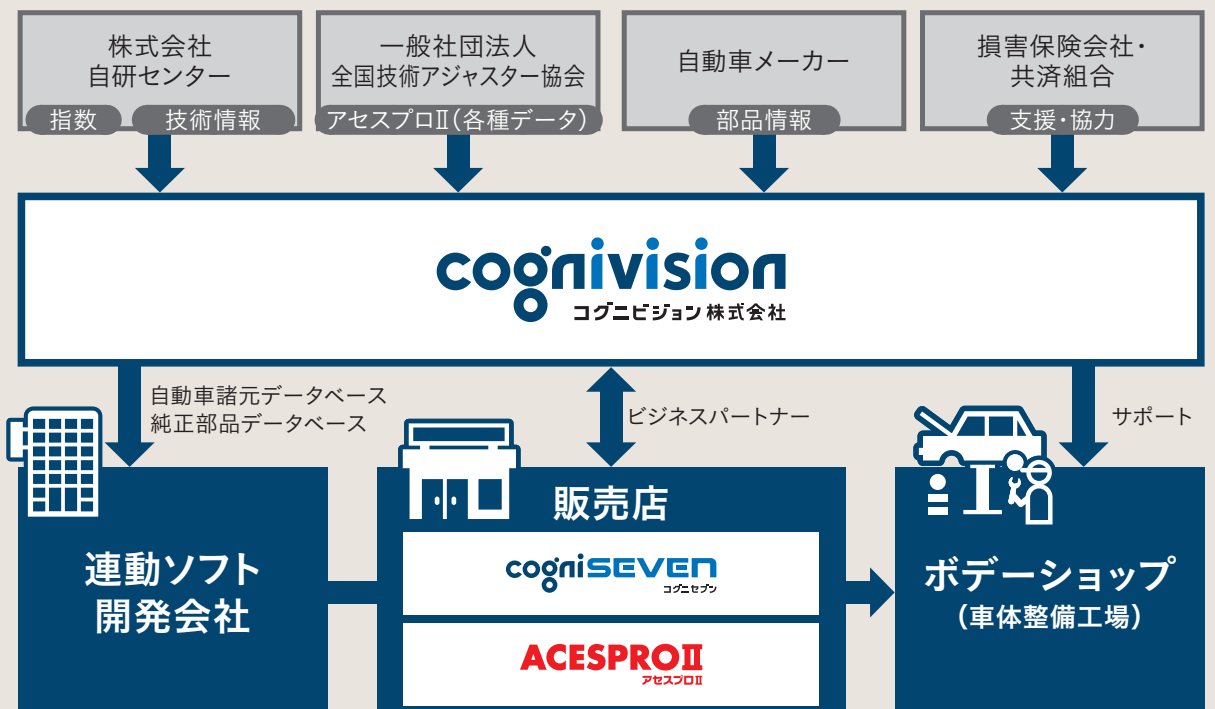 株式会社
自研センター
指数
技術情報
一般社団法人
全国技術アジャスター協会
アセスプロⅡ(各種データ)
自動車メーカー
部品情報
損害保険会社・
共済組合
支援・協力
cognivision
コグニビジョン株式会社
自動車諸元データベース
純正部品データベース
ビジネスパートナー
サポート
連動ソフト
開発会社
販売店
cogniSEVEN
コグニセブン
ACESPROⅡ
アセスプロⅡ
ボデーショップ
(車体整備工場)